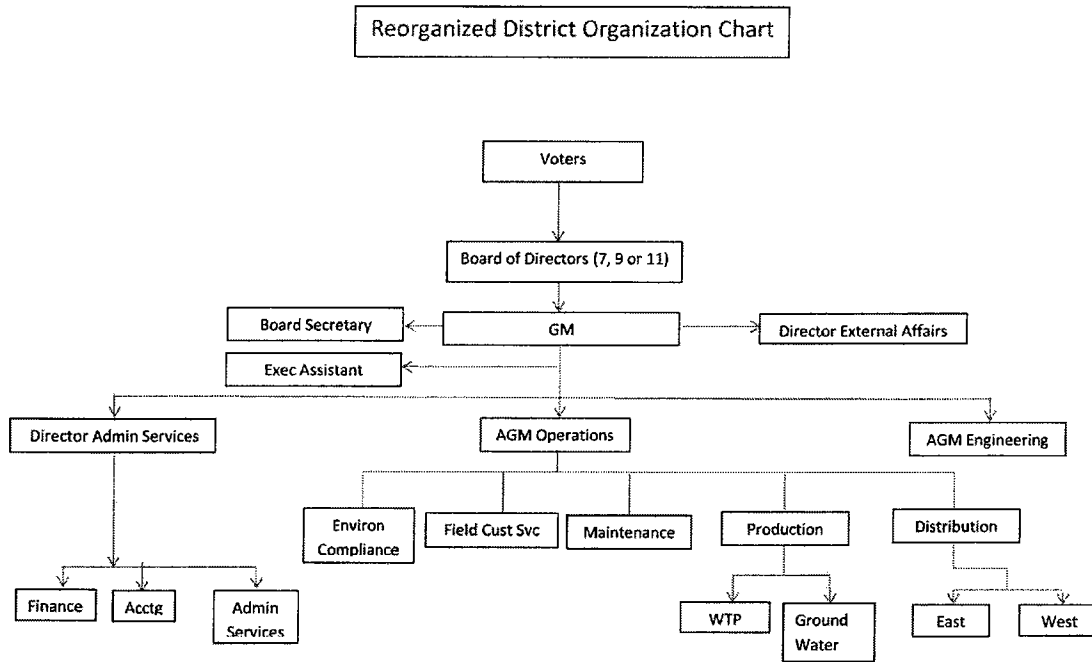 Reorganized District Organization Chart
Voters
Board of Directors (7, 9 or 11)
Board Secretary
GM
Director External Affairs
Exec Assistant
Director Admin Services
AGM Operations
AGM Engineering
Environ
Compliance
Field Cust Svc
Maintenance
Production
Distribution
Finance
Acctg
Admin
Services
WTP
Ground
Water
East
West